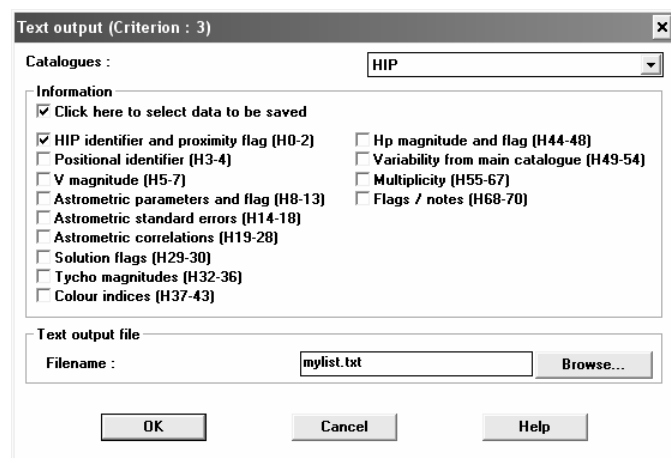 Text output (Criterion : 3)
Catalogues :
HIP
Information
Click here to select data to be saved
HIP identifier and proximity flag (H0-2)
Positional identifier (H3-4)
V magnitude (H5-7)
Astrometric parameters and flag (H8-13)
Astrometric standard errors (H14-18)
Astrometric correlations (H19-28)
Solution flags (H29-30)
Tycho magnitudes (H32-36)
Colour indices (H37-43)
Hp magnitude and flag (H44-48)
Variability from main catalogue (H49-54)
Multiplicity (H55-67)
Flags / notes (H68-70)
Text output file
Filename :
mylist.txt
Browse...
OK
Cancel
Help